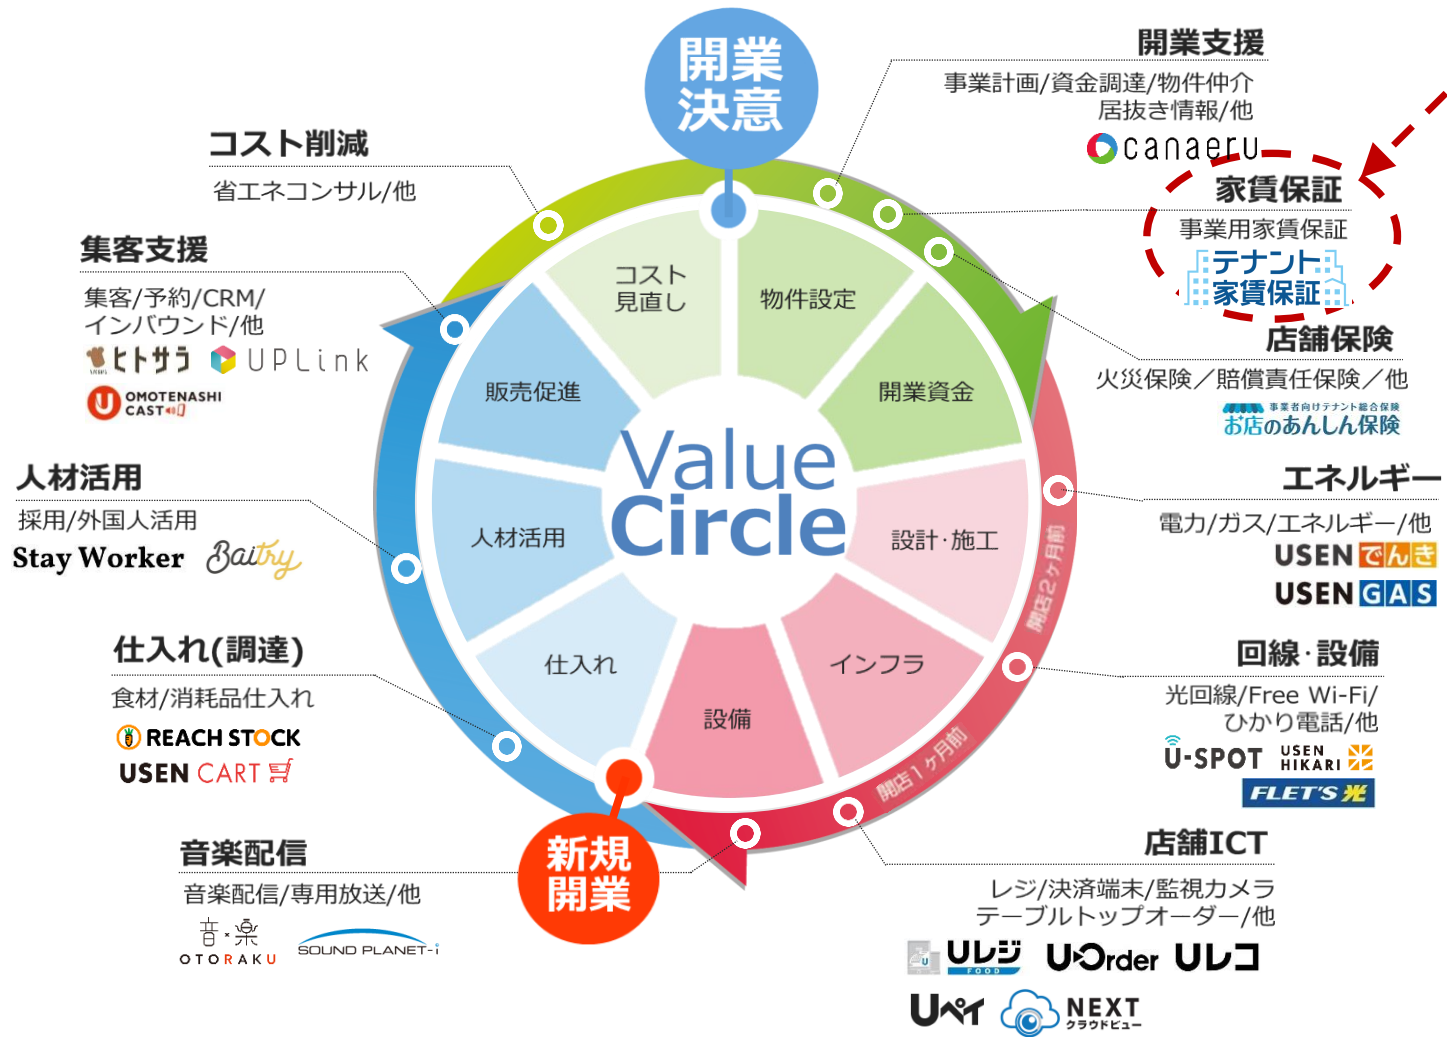 開業
決意
開業支援
事業計画/資金調達/物件仲介
居抜き情報/他
canaeru
家賃保証
事業用家賃保証
テナント
家賃保証
店舗保険
火災保険／賠償責任保険／他
事業者向けテナント総合保険
お店のあんしん保険
エネルギー
電力/ガス/エネルギー/他
USENでんき
USEN GAS
回線・設備
光回線/Free Wi-Fi/
ひかり電話/他
U-SPOT
USEN
HIKARI
FLET'S光
店舗ICT
レジ/決済端末/監視カメラ
テーブルトップオーダー/他
Uレジ
FOOD
U Order
Uレコ
Uペイ
NEXT
クラウドビュー
新規
開業
音楽配信
音楽配信/専用放送/他
音×楽
OTORAKU
SOUND PLANET-i
仕入れ(調達)
食材/消耗品仕入れ
REACH STOCK
USEN CART
人材活用
採用/外国人活用
Stay Worker
Baitry
集客支援
集客/予約/CRM/
インバウンド/他
ヒトサラ
UPLink
OMOTENASHI
CAST
コスト削減
省エネコンサル/他
コスト
見直し
物件設定
開業資金
設計・施工
インフラ
設備
仕入れ
人材活用
販売促進
Value
Circle
開店2ヶ月前
開店1ヶ月前